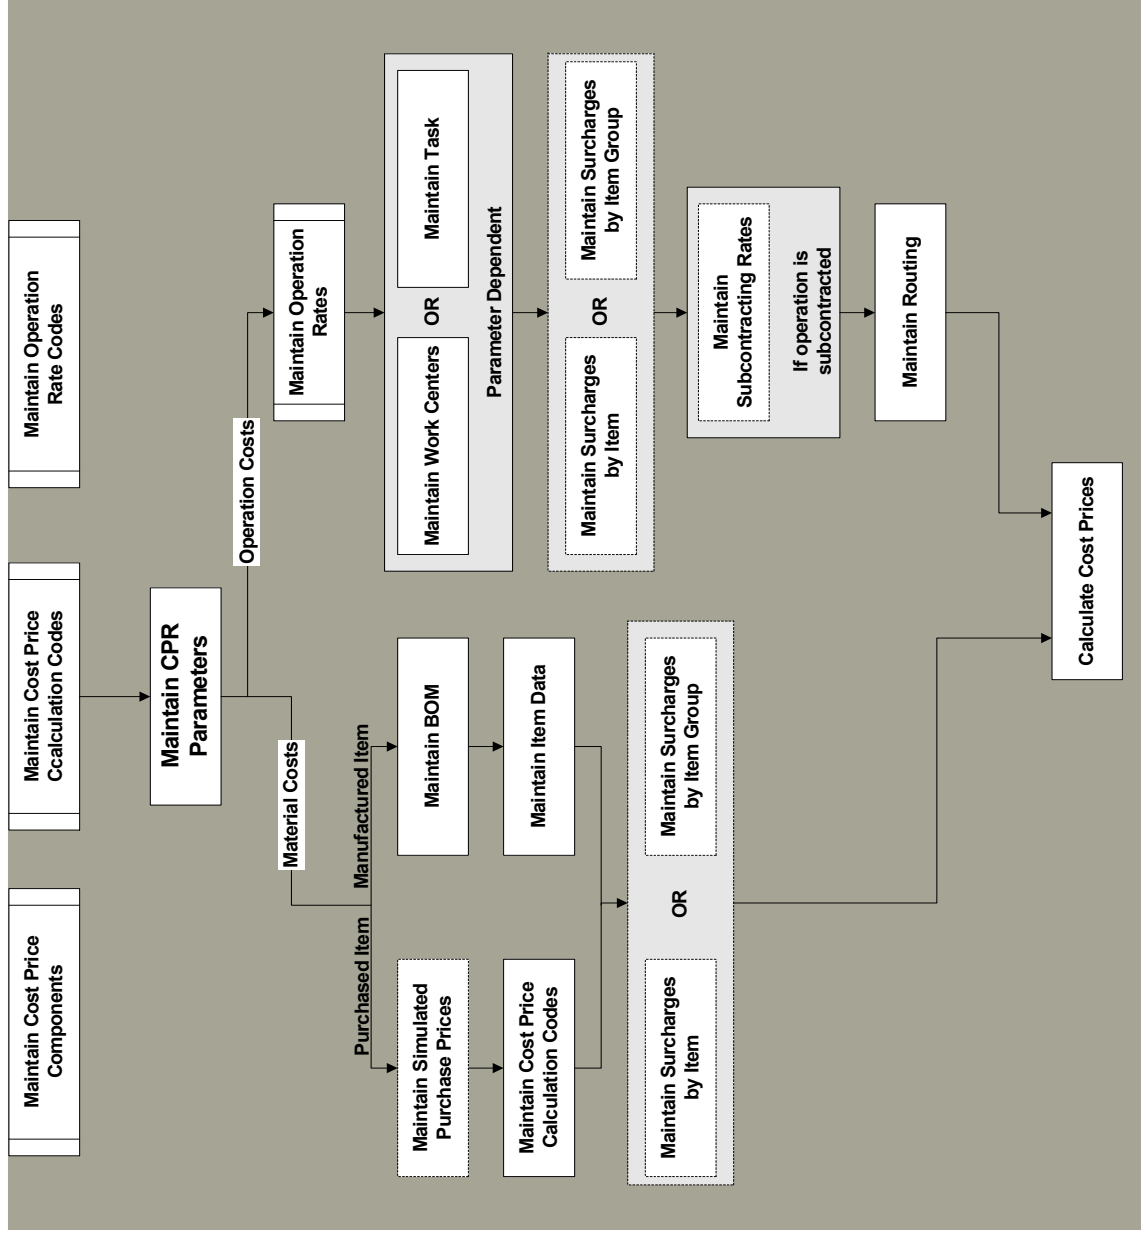 Maintain Cost Price
Components
Maintain Cost Price
Ccalculation Codes
Maintain Operation
Rate Codes
Maintain CPR
Parameters
Material Costs
Operation Costs
Purchased Item
Manufactured Item
Maintain Simulated
Purchase Prices
Maintain BOM
Maintain Cost Price
Calculation Codes
Maintain Item Data
Maintain Surcharges
by Item
OR
Maintain Surcharges
by Item Group
Maintain Operation
Rates
Maintain Work Centers
OR
Maintain Task
Parameter Dependent
Maintain Surcharges
by Item
OR
Maintain Surcharges
by Item Group
Maintain
Subcontracting Rates
If operation is
subcontracted
Maintain Routing
Calculate Cost Prices